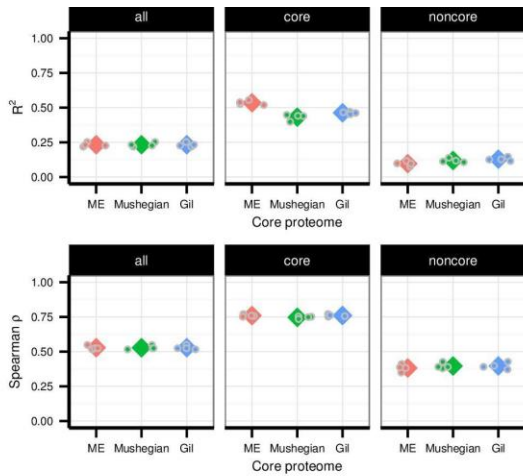 all core noncore
1.00
0.75
0.50
0.25
0.00
R²
ME Mushegian Gil ME Mushegian Gil ME Mushegian Gil
Core proteome
all core noncore
1.00
0.75
0.50
0.25
0.00
Spearman ρ
ME Mushegian Gil ME Mushegian Gil ME Mushegian Gil
Core proteome